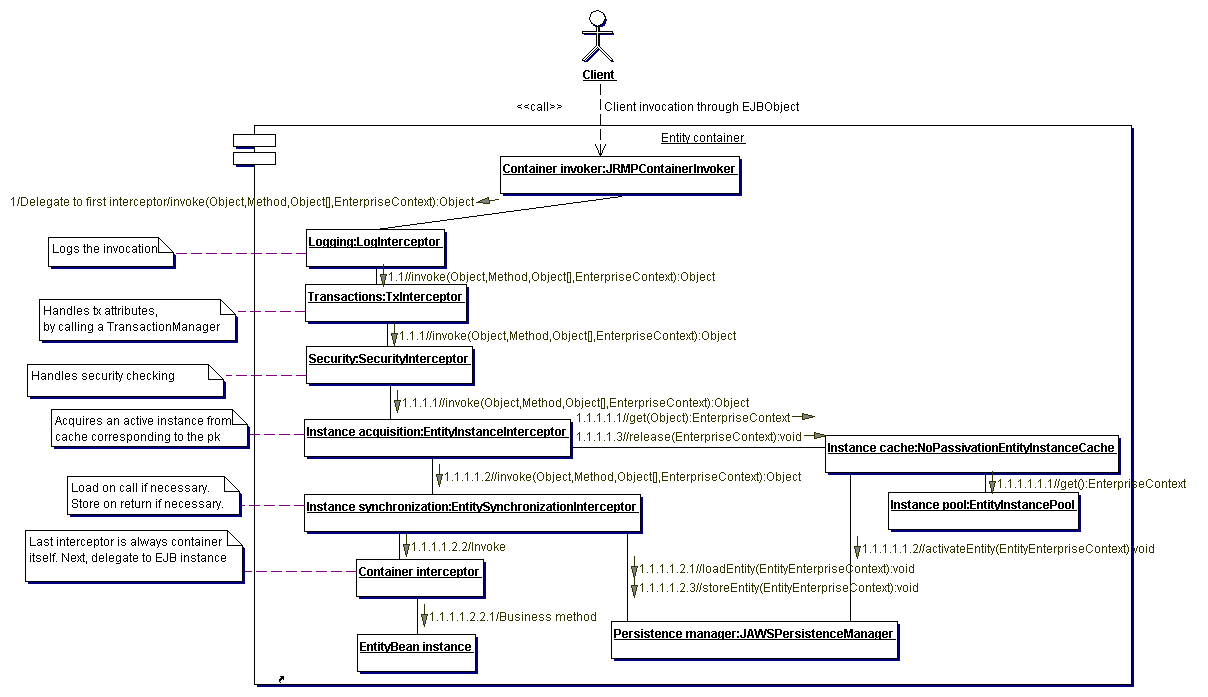 Client
<<call>>
Client invocation through EJBObject
Entity container
Container invoker:JRMPContainerInvoker
1/Delegate to first interceptor/invoke(Object,Method,Object[],EnterpriseContext):Object
Logging:LogInterceptor
Logs the invocation
1.1//invoke(Object,Method,Object[],EnterpriseContext):Object
Transactions:TxInterceptor
Handles tx attributes,
by calling a TransactionManager
1.1.1//invoke(Object,Method,Object[],EnterpriseContext):Object
Security:SecurityInterceptor
Handles security checking
1.1.1.1//invoke(Object,Method,Object[],EnterpriseContext):Object
Acquires an active instance from
cache corresponding to the pk
Instance acquisition:EntityInstanceInterceptor
1.1.1.1.1//get(Object):EnterpriseContext
1.1.1.1.3//release(EnterpriseContext):void
Instance cache:NoPassivationEntityInstanceCache
1.1.1.1.2//invoke(Object,Method,Object[],EnterpriseContext):Object
1.1.1.1.1.1//get():EnterpriseContext
Load on call if necessary.
Store on return if necessary.
Instance synchronization:EntitySynchronizationInterceptor
Instance pool:EntityInstancePool
Last interceptor is always container
itself. Next, delegate to EJB instance
1.1.1.1.2.2/Invoke
1.1.1.1.1.2//activateEntity(EntityEnterpriseContext):void
Container interceptor
1.1.1.1.2.1//loadEntity(EntityEnterpriseContext):void
1.1.1.1.2.3//storeEntity(EntityEnterpriseContext):void
1.1.1.1.2.2.1/Business method
EntityBean instance
Persistence manager:JAWSPersistenceManager